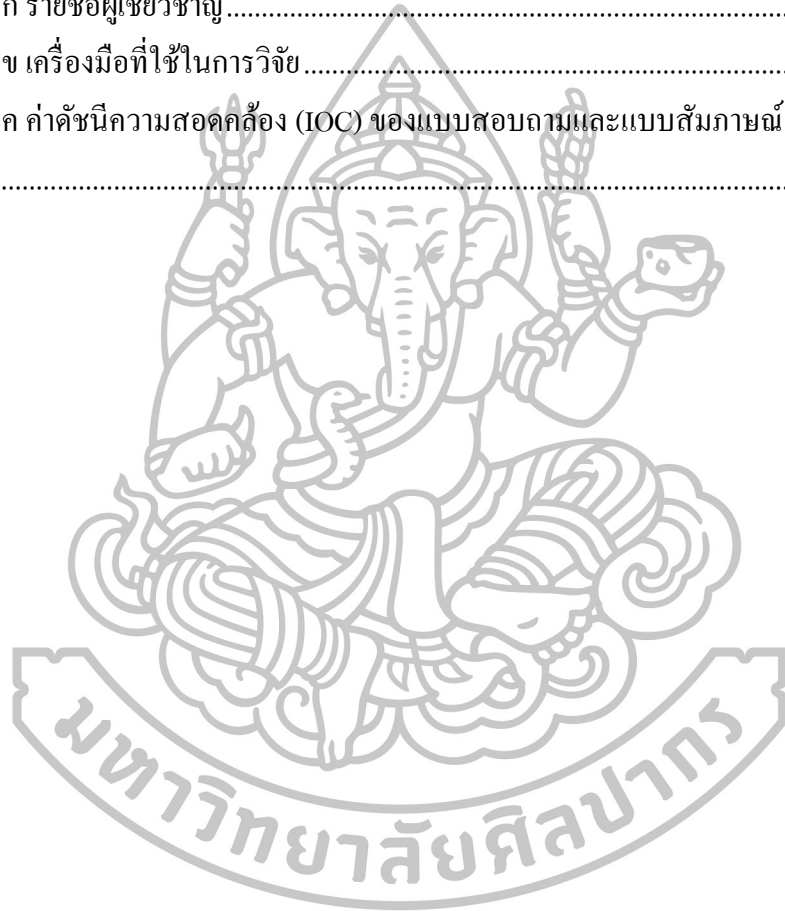 ก รายชื่อผู้เชี่ยวชาญ
ข เครื่องมือที่ใช้ในการวิจัย
ค ค่าดัชนีความสอดคล้อง (IOC) ของแบบสอบถามและแบบสัมภาษณ์
มหาวิทยาลัยศิลปากร